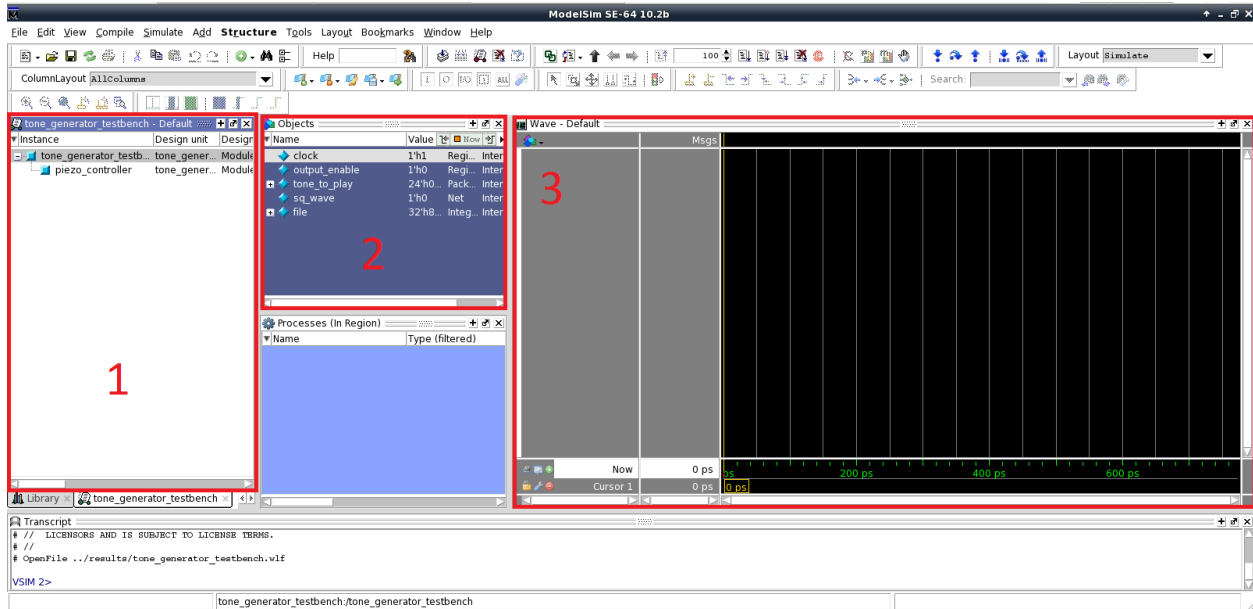 ModelSim SE-64 10.2b
File Edit View Compile Simulate Add Structure Tools Layout Bookmarks Window Help
Help 100 Layout Simulate
ColumnLayout AllColumns Search:
tone_generator_testbench - Default
Instance Design unit Design
tone_generator_testb... tone_gener... Module
piezo_controller tone_gener... Module
1
Library tone_generator_testbench
Objects
Name Value Now
clock 1'h1 Regi... Inter
output_enable 1'h0 Regi... Inter
tone_to_play 24'h0... Pack... Inter
sq_wave 1'h0 Net Inter
file 32'h8... Integ... Inter
2
Processes (In Region)
Name Type (filtered)
Wave - Default
Msgs
3
Now 0 ps ps 200 ps 400 ps 600 ps
Cursor 1 0 ps 0 ps
Transcript
# // LICENSORS AND IS SUBJECT TO LICENSE TERMS.
# //
# OpenFile ../results/tone_generator_testbench.wlf
VSIM 2>
tone_generator_testbench:/tone_generator_testbench